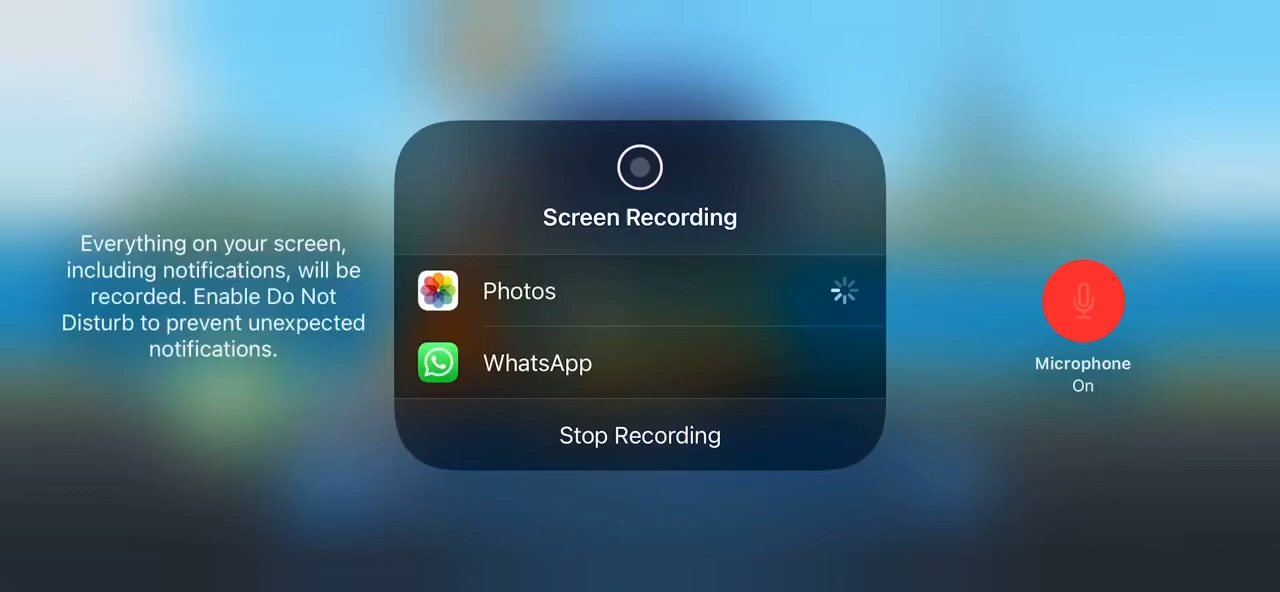 Screen Recording
Everything on your screen,
including notifications, will be
recorded. Enable Do Not
Disturb to prevent unexpected
notifications.
Photos
WhatsApp
Stop Recording
Microphone
On